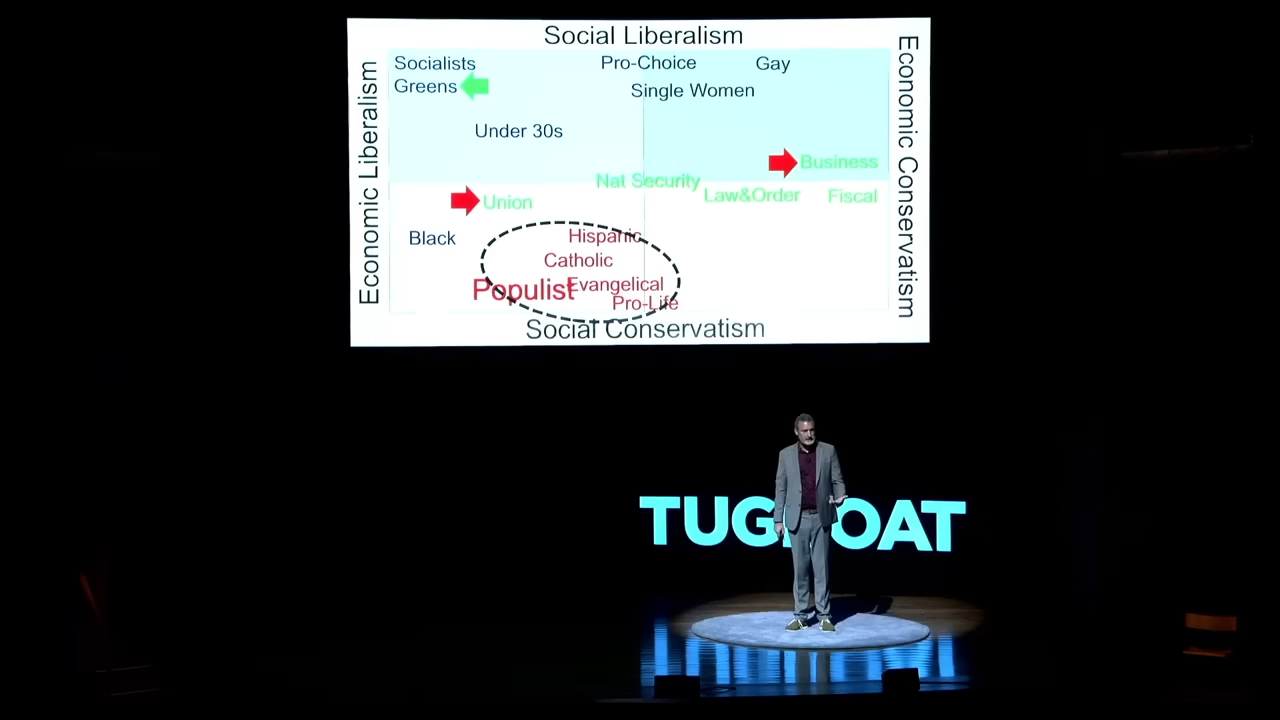 Social Liberalism
Economic Liberalism
Economic Conservatism
Socialists
Pro-Choice
Gay
Greens
Single Women
Under 30s
Business
Nat Security
Law&Order
Fiscal
Union
Black
Hispanic
Catholic
Evangelical
Populist
Pro-Life
Social Conservatism